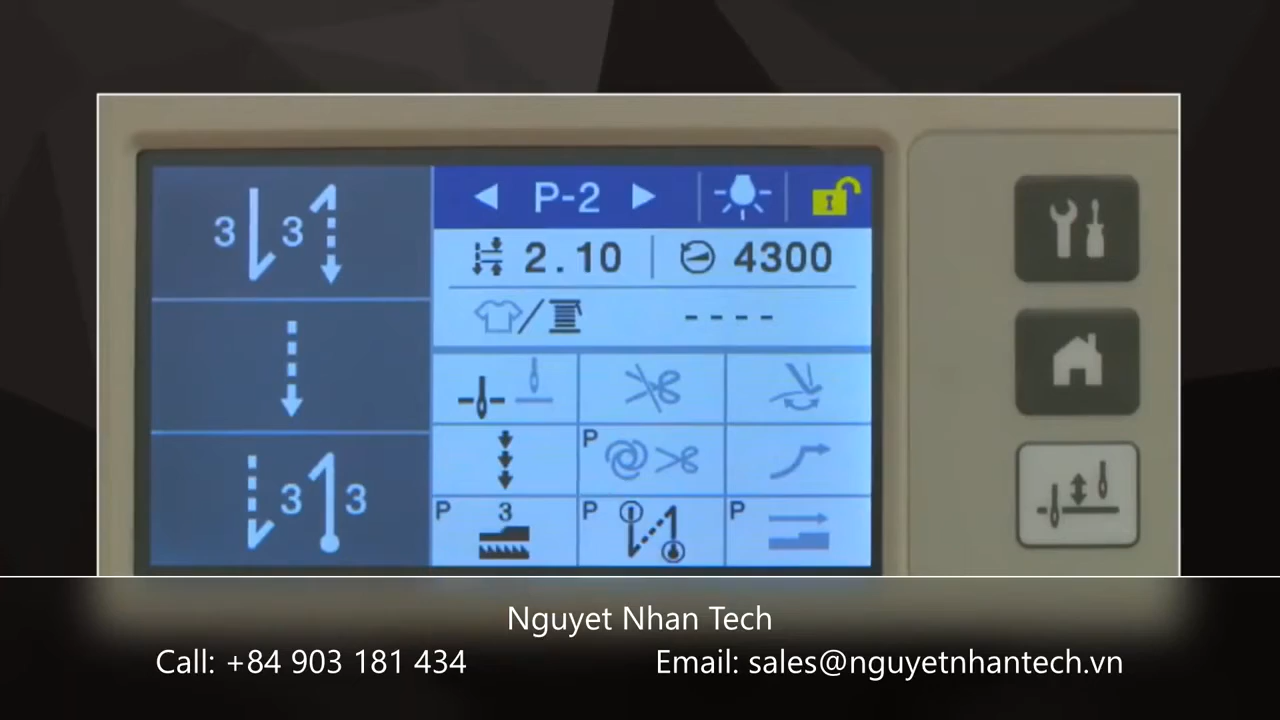 3 3
P-2
2.10 4300
----
P
P 3 P P
3 3
Nguyet Nhan Tech
Call: +84 903 181 434 Email: sales@nguyetnhantech.vn